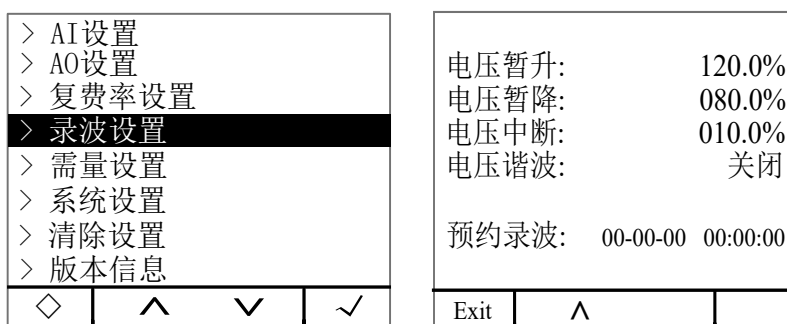 > AI设置
> AO设置
> 复费率设置
> 录波设置
> 需量设置
> 系统设置
> 清除设置
> 版本信息
电压暂升: 120.0%
电压暂降: 080.0%
电压中断: 010.0%
电压谐波: 关闭
预约录波: 00-00-00 00:00:00
Exit